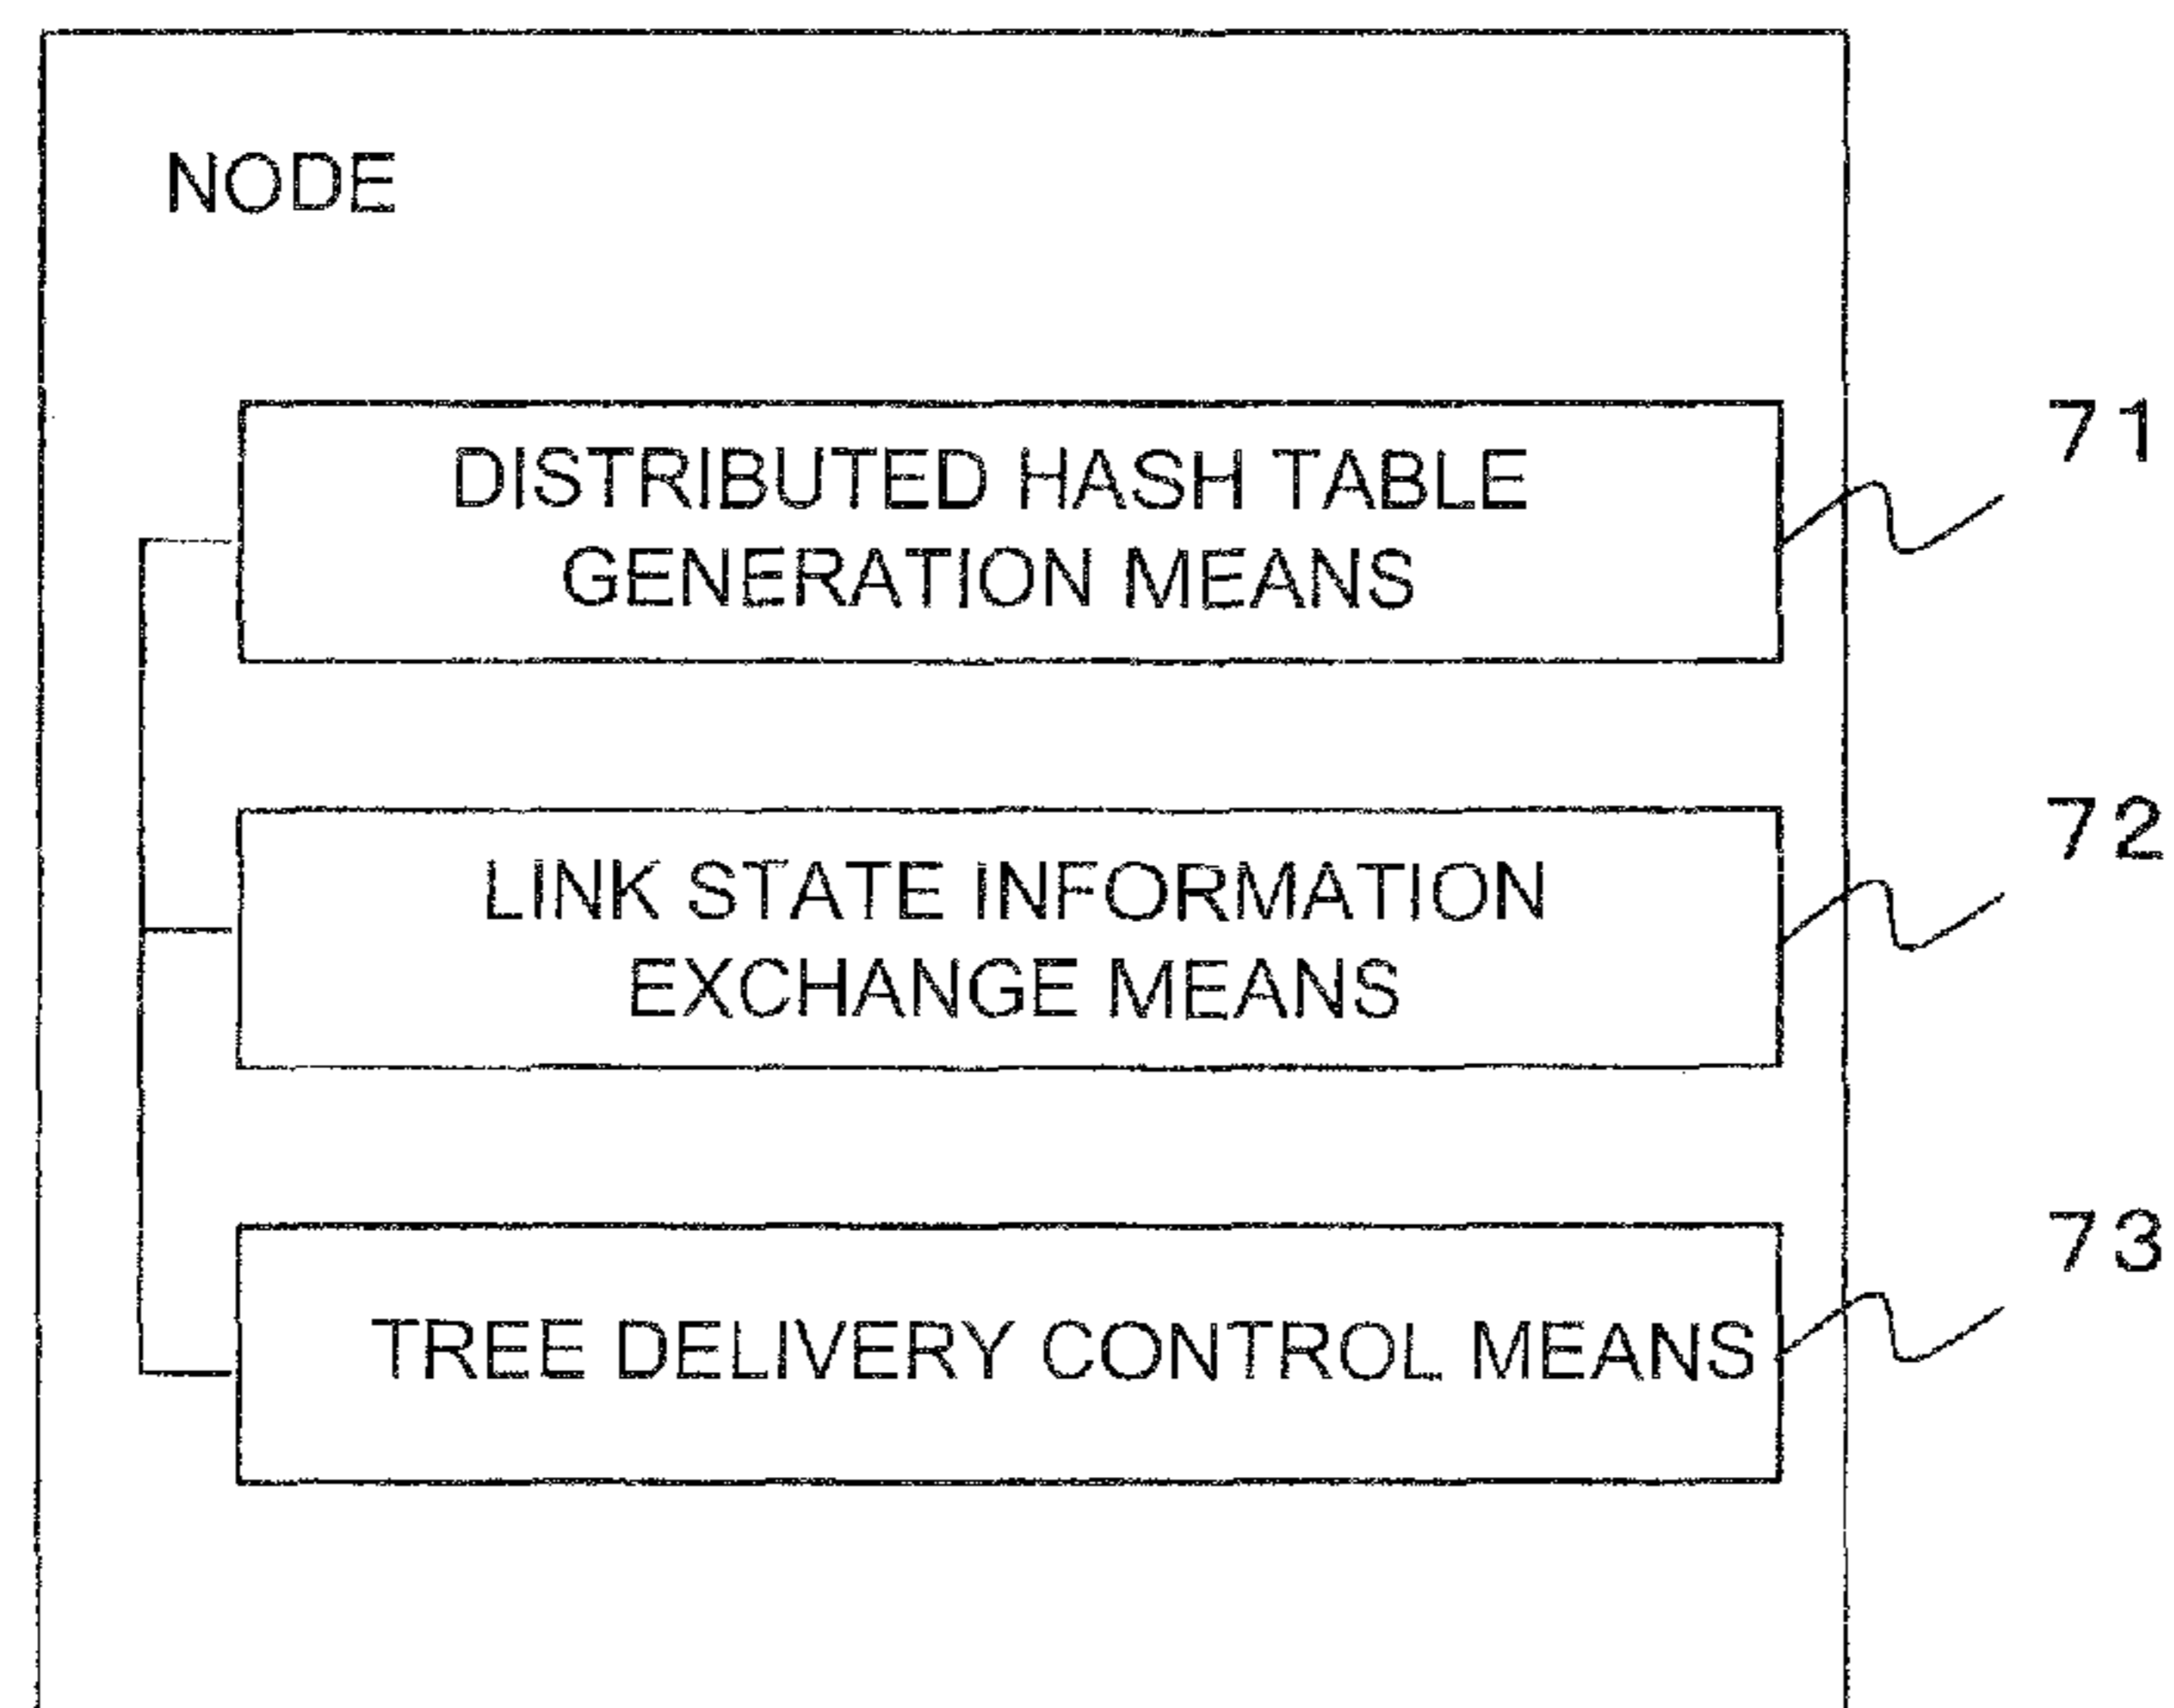 NODE
71
DISTRIBUTED HASH TABLE
GENERATION MEANS
72
LINK STATE INFORMATION
EXCHANGE MEANS
73
TREE DELIVERY CONTROL MEANS